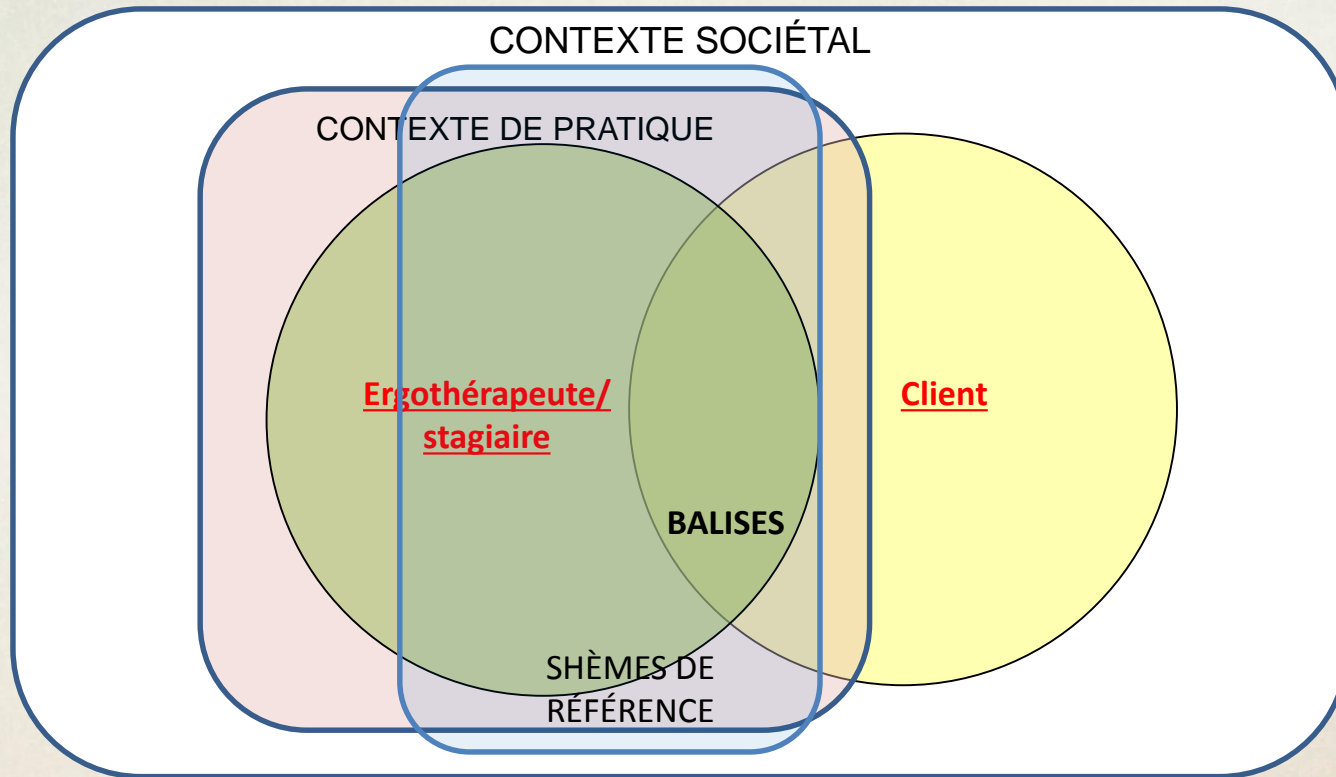 CONTEXTE SOCIÉTAL
CONTEXTE DE PRATIQUE
Ergothérapeute/
stagiaire
Client
BALISES
SHÈMES DE
RÉFÉRENCE